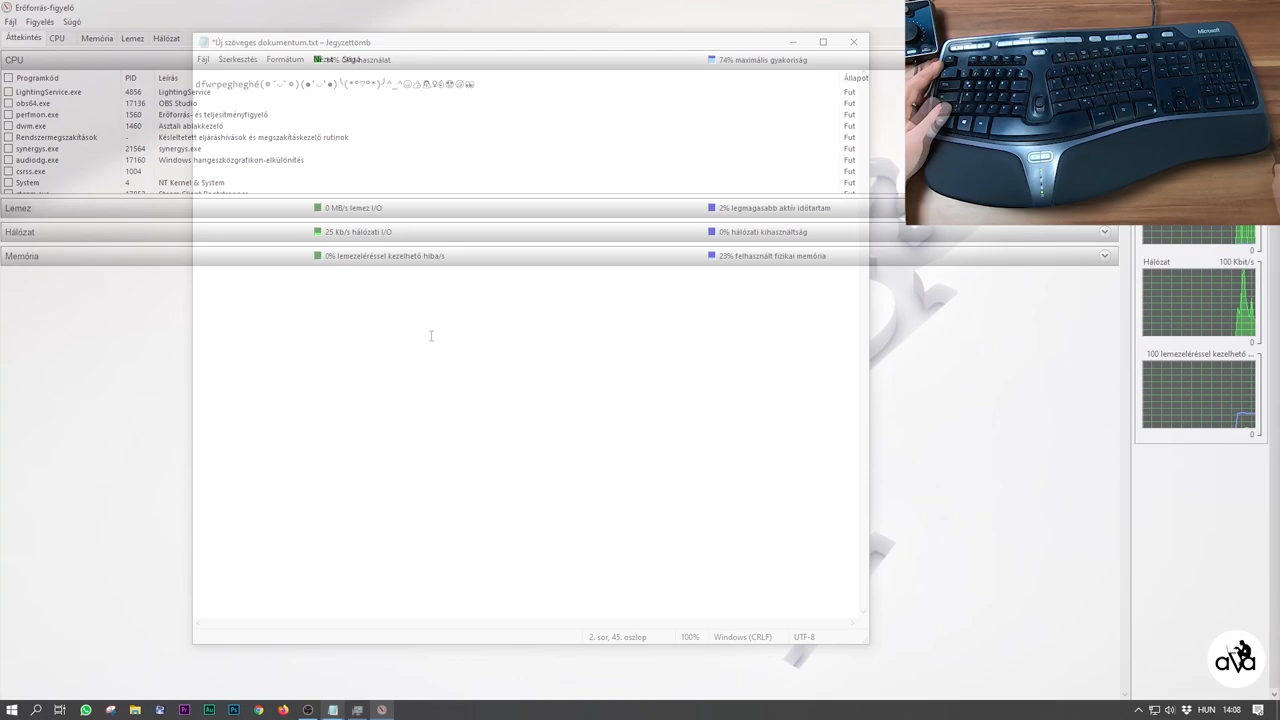 Erőforrás-figyelő
Fájl Figyelés Súgó
Áttekintés CPU Memória Lemez Hálózat
*Új szöveges dokumentum.txt – Jegyzettömb
Microsoft
CPU
Fájl Szerkesztés Formátum Súgó
74% maximális gyakoriság
Programkód PID Leírás Állapot
dfwrpegheghé
LightingService.exe 4856 LightingService Fut
obs64.exe 17136 OBS Studio Fut
perfmon.exe 1560 Erőforrás- és teljesítményfigyelő Fut
dwm.exe 1460 Asztali ablakkezelő Fut
Rendszermegszakítások - Késleltetett eljáráshívások és megszakításkezelő rutinok Fut
synergys.exe 21564 synergys.exe Fut
audiodg.exe 17160 Windows hangeszközgrafikon-elkülönítés Fut
csrss.exe 1004 Fut
System 4 NT Kernel & System Fut
Lemez 0 MB/s lemez I/O 2% legmagasabb aktív időtartam
Hálózat 25 Kb/s hálózati I/O 0% hálózati kihasználtság
0
Memória 0% lemezeléréssel kezelhető hiba/s 23% felhasznált fizikai memória
Hálózat 100 Kbit/s
0
100 lemezeléréssel kezelhető ...
0
2. sor, 45. oszlop 100% Windows (CRLF) UTF-8
ava
HUN 14:08